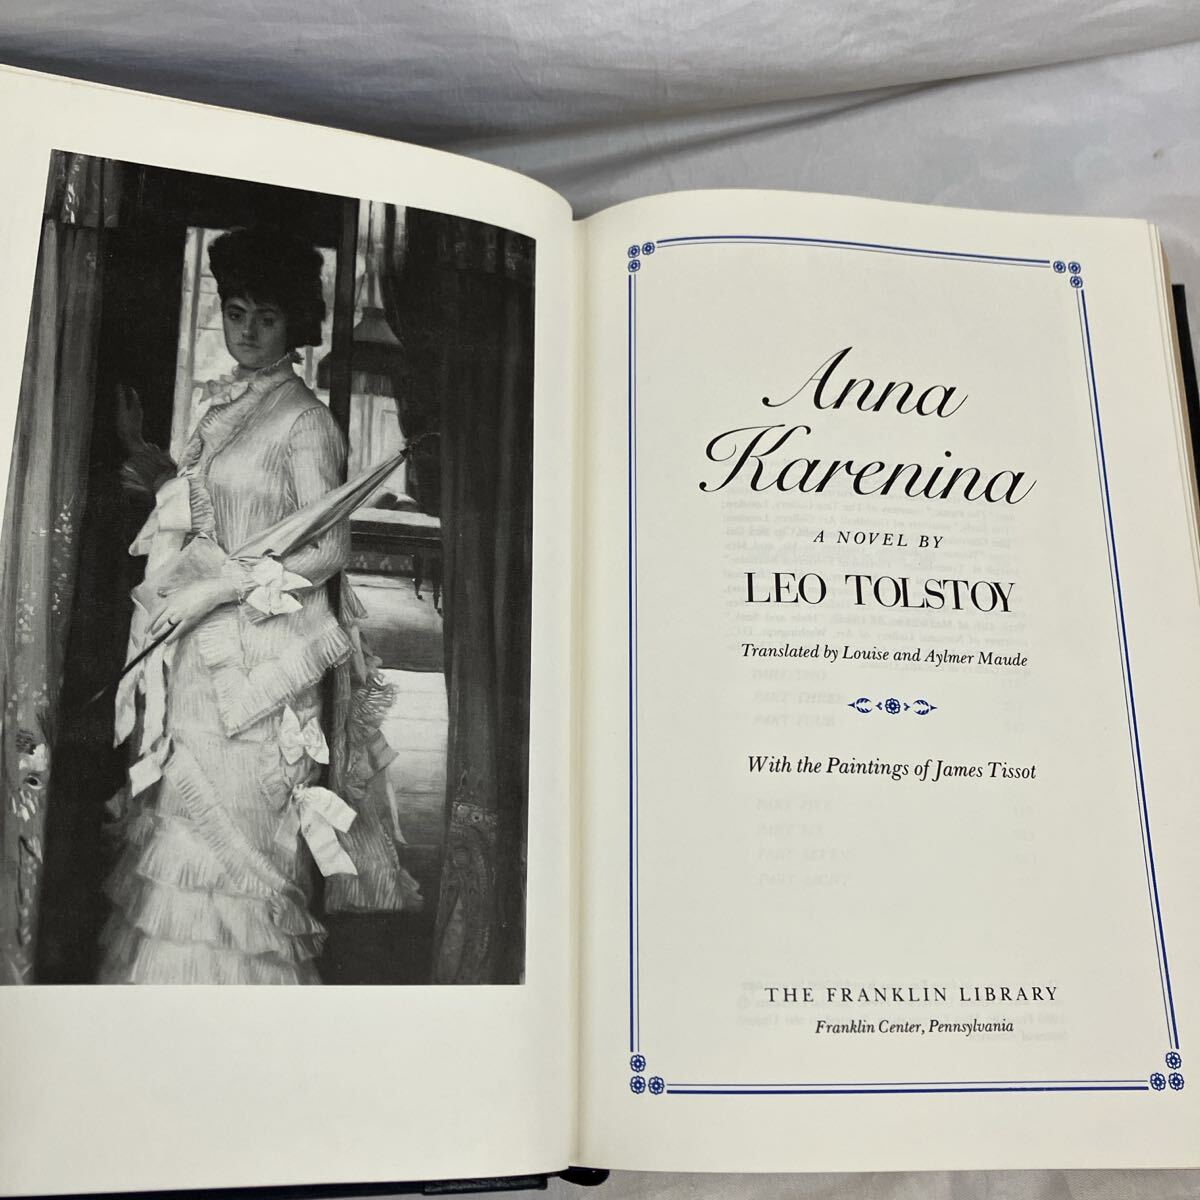 Anna
Karenina
A NOVEL BY
LEO TOLSTOY
Translated by Louise and Aylmer Maude
With the Paintings of James Tissot
THE FRANKLIN LIBRARY
Franklin Center, Pennsylvania